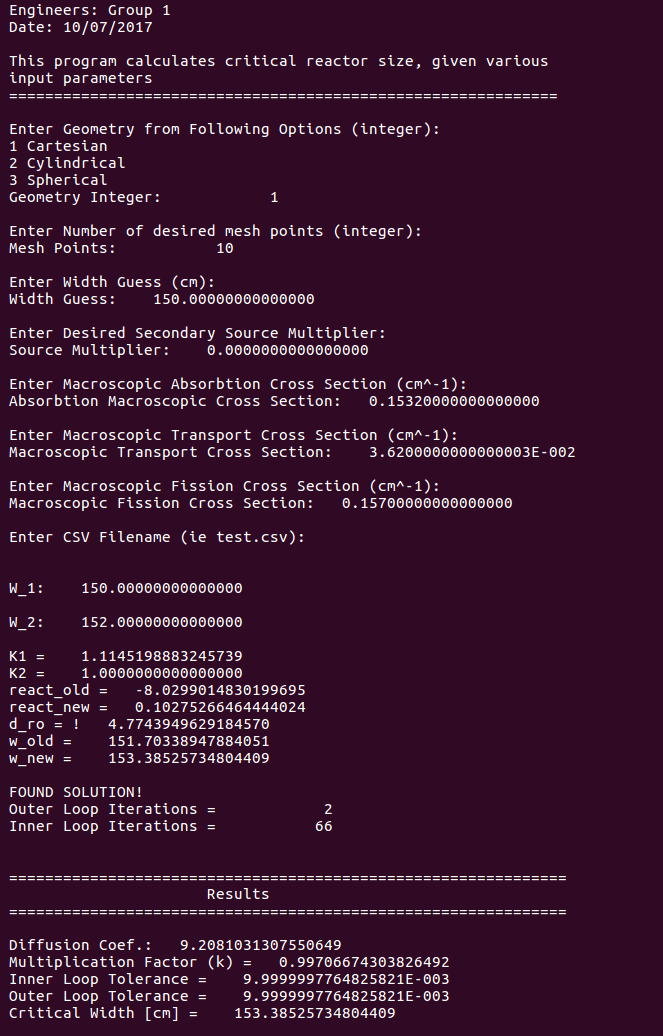 Engineers: Group 1
Date: 10/07/2017
This program calculates critical reactor size, given various
input parameters
=============================================================
Enter Geometry from Following Options (integer):
1 Cartesian
2 Cylindrical
3 Spherical
Geometry Integer:            1
Enter Number of desired mesh points (integer):
Mesh Points:           10
Enter Width Guess (cm):
Width Guess:    150.00000000000000
Enter Desired Secondary Source Multiplier:
Source Multiplier:    0.0000000000000000
Enter Macroscopic Absorbtion Cross Section (cm^-1):
Absorbtion Macroscopic Cross Section:   0.15320000000000000
Enter Macroscopic Transport Cross Section (cm^-1):
Macroscopic Transport Cross Section:    3.6200000000000003E-002
Enter Macroscopic Fission Cross Section (cm^-1):
Macroscopic Fission Cross Section:   0.15700000000000000
Enter CSV Filename (ie test.csv):
W_1:    150.00000000000000
W_2:    152.00000000000000
K1 =    1.1145198883245739
K2 =    1.0000000000000000
react_old =   -8.0299014830199695
react_new =   0.10275266464444024
d_ro = !   4.7743949629184570
w_old =    151.70338947884051
w_new =    153.38525734804409
FOUND SOLUTION!
Outer Loop Iterations =            2
Inner Loop Iterations =           66
==============================================================
Results
==============================================================
Diffusion Coef.:   9.2081031307550649
Multiplication Factor (k) =   0.99706674303826492
Inner Loop Tolerance =    9.9999997764825821E-003
Outer Loop Tolerance =    9.9999997764825821E-003
Critical Width [cm] =    153.38525734804409